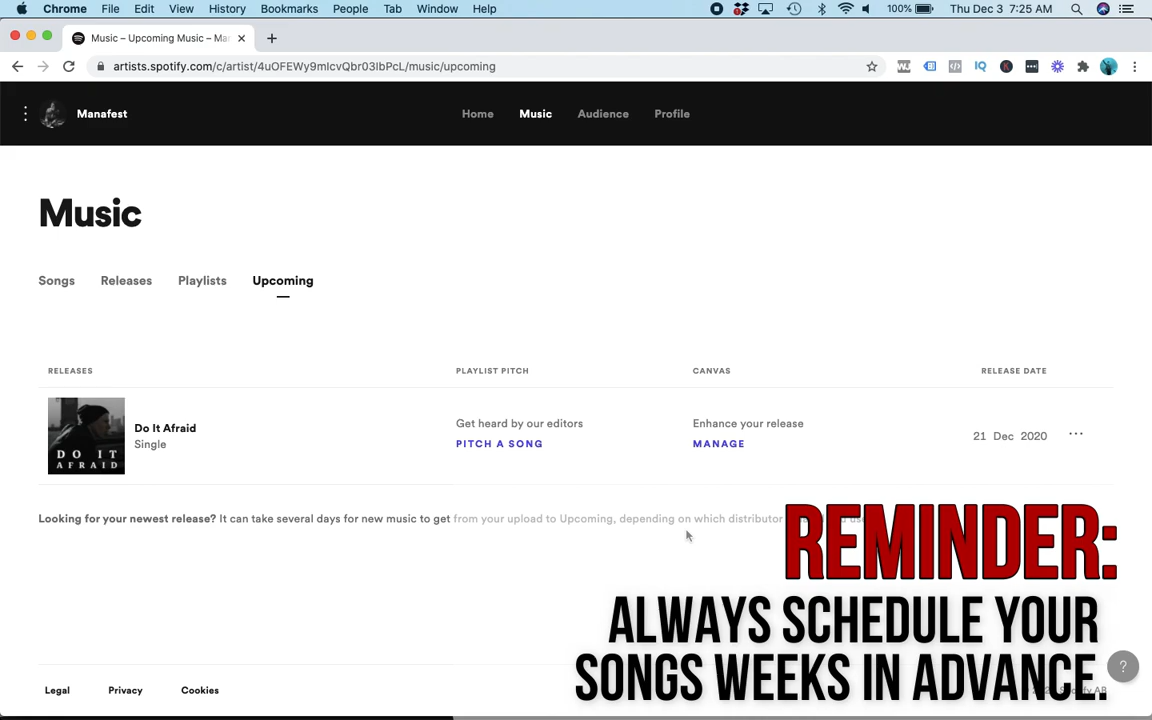 Chrome File Edit View History Bookmarks People Tab Window Help 100% Thu Dec 3 7:25 AM
Music – Upcoming Music – Ma
artists.spotify.com/c/artist/4uOFEWy9mIcvQbr03IbPcL/music/upcoming
Manafest Home Music Audience Profile
Music
Songs Releases Playlists Upcoming
RELEASES PLAYLIST PITCH CANVAS RELEASE DATE
Do It Afraid
Single
Get heard by our editors
PITCH A SONG
Enhance your release
MANAGE
21 Dec 2020
DO IT
AFRAID
Looking for your newest release? It can take several days for new music to get from your upload to Upcoming, depending on which distributor
REMINDER:
ALWAYS SCHEDULE YOUR
SONGS WEEKS IN ADVANCE.
Legal Privacy Cookies
Spotify AB